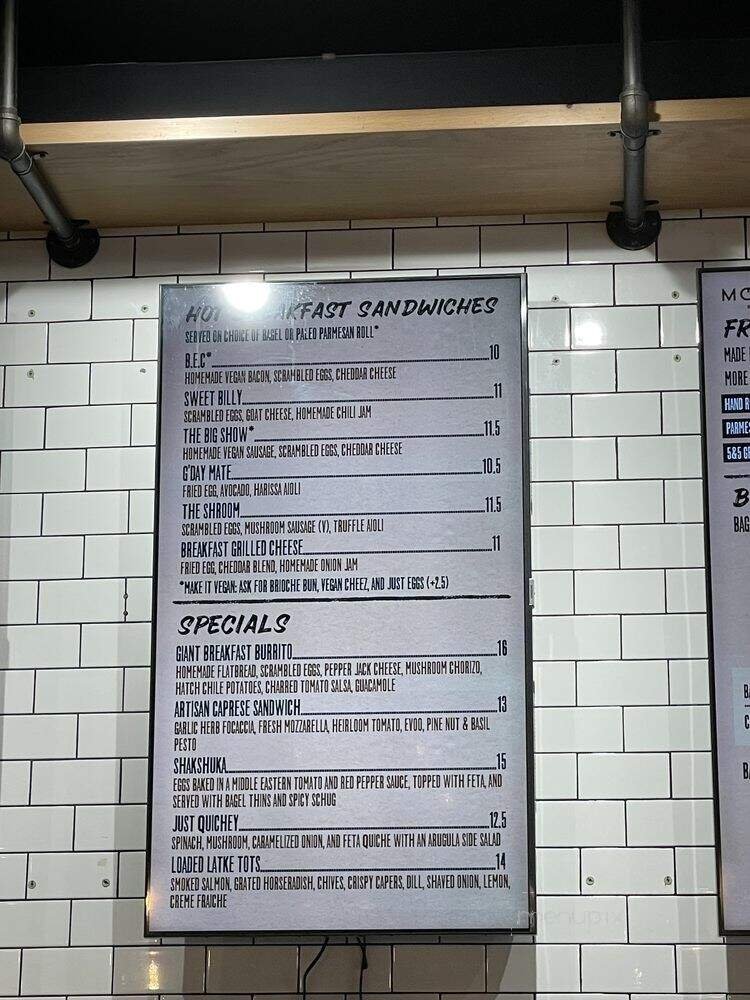 HOT BREAKFAST SANDWICHES
SERVED ON CHOICE OF BAGEL OR PALEO PARMESAN ROLL*
B.E.C* 10
HOMEMADE VEGAN BACON, SCRAMBLED EGGS, CHEDDAR CHEESE
SWEET BILLY 11
SCRAMBLED EGGS, GOAT CHEESE, HOMEMADE CHILI JAM
THE BIG SHOW* 11.5
HOMEMADE VEGAN SAUSAGE, SCRAMBLED EGGS, CHEDDAR CHEESE
G'DAY MATE 10.5
FRIED EGG, AVOCADO, HARISSA AIOLI
THE SHROOM 11.5
SCRAMBLED EGGS, MUSHROOM SAUSAGE (V), TRUFFLE AIOLI
BREAKFAST GRILLED CHEESE 11
FRIED EGG, CHEDDAR BLEND, HOMEMADE ONION JAM
*MAKE IT VEGAN: ASK FOR BRIOCHE BUN, VEGAN CHEEZ, AND JUST EGGS (+2.5)
SPECIALS
GIANT BREAKFAST BURRITO 16
HOMEMADE FLATBREAD, SCRAMBLED EGGS, PEPPER JACK CHEESE, MUSHROOM CHORIZO,
HATCH CHILE POTATOES, CHARRED TOMATO SALSA, GUACAMOLE
ARTISAN CAPRESE SANDWICH 13
GARLIC HERB FOCACCIA, FRESH MOZZARELLA, HEIRLOOM TOMATO, EVOO, PINE NUT & BASIL
PESTO
SHAKSHUKA 15
EGGS BAKED IN A MIDDLE EASTERN TOMATO AND RED PEPPER SAUCE, TOPPED WITH FETA, AND
SERVED WITH BAGEL THINS AND SPICY SCHUG
JUST QUICHEY 12.5
SPINACH, MUSHROOM, CARAMELIZED ONION, AND FETA QUICHE WITH AN ARUGULA SIDE SALAD
LOADED LATKE TOTS 14
SMOKED SALMON, GRATED HORSERADISH, CHIVES, CRISPY CAPERS, DILL, SHAVED ONION, LEMON,
CREME FRAICHE
MADE
MORE
HAND
menupix